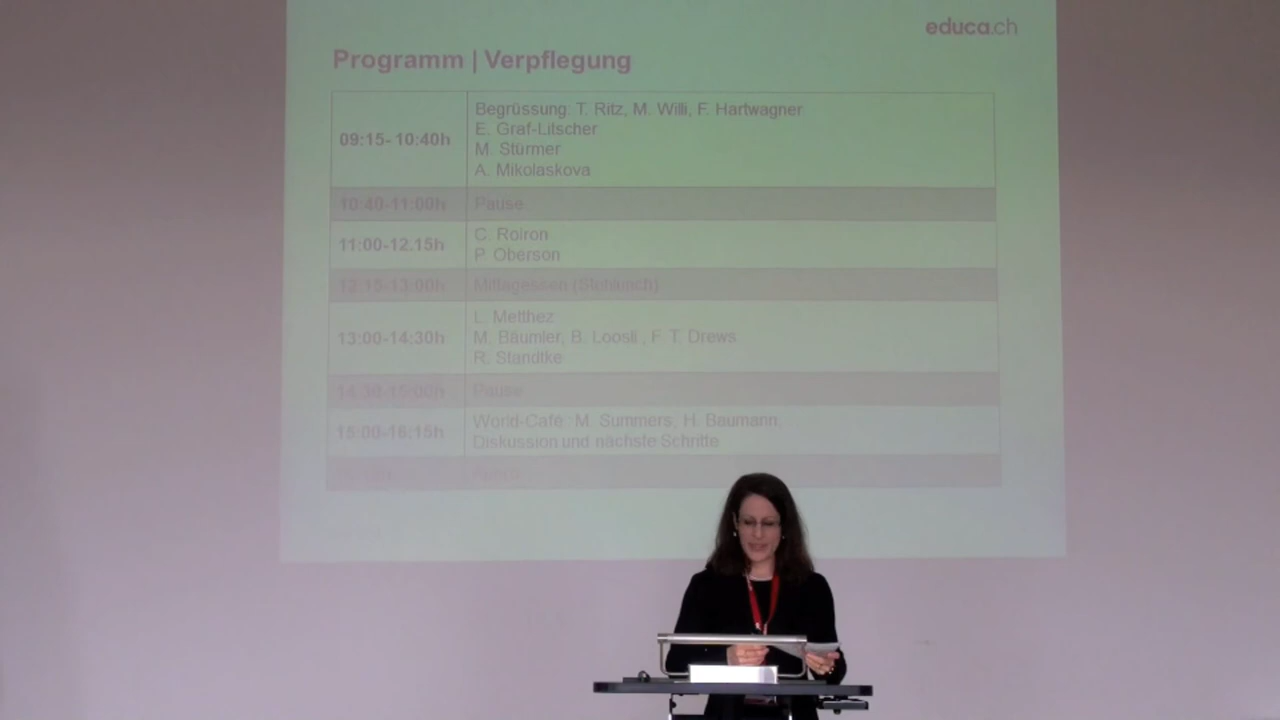 educa.ch
Programm | Verpflegung
09:15- 10:40h
Begrüssung: T. Ritz, M. Willi, F. Hartwagner
E. Graf-Litscher
M. Stürmer
A. Mikolaskova
10:40-11:00h Pause
11:00-12.15h
C. Roiron
P. Oberson
12:15-13:00h Mittagessen (Stehlunch)
13:00-14:30h
L. Metthez
M. Bäumler, B. Loosli , F. T. Drews
R. Standtke
14:30-15:00h Pause
15:00-16:15h
World-Café : M. Summers, H. Baumann,
Diskussion und nächste Schritte